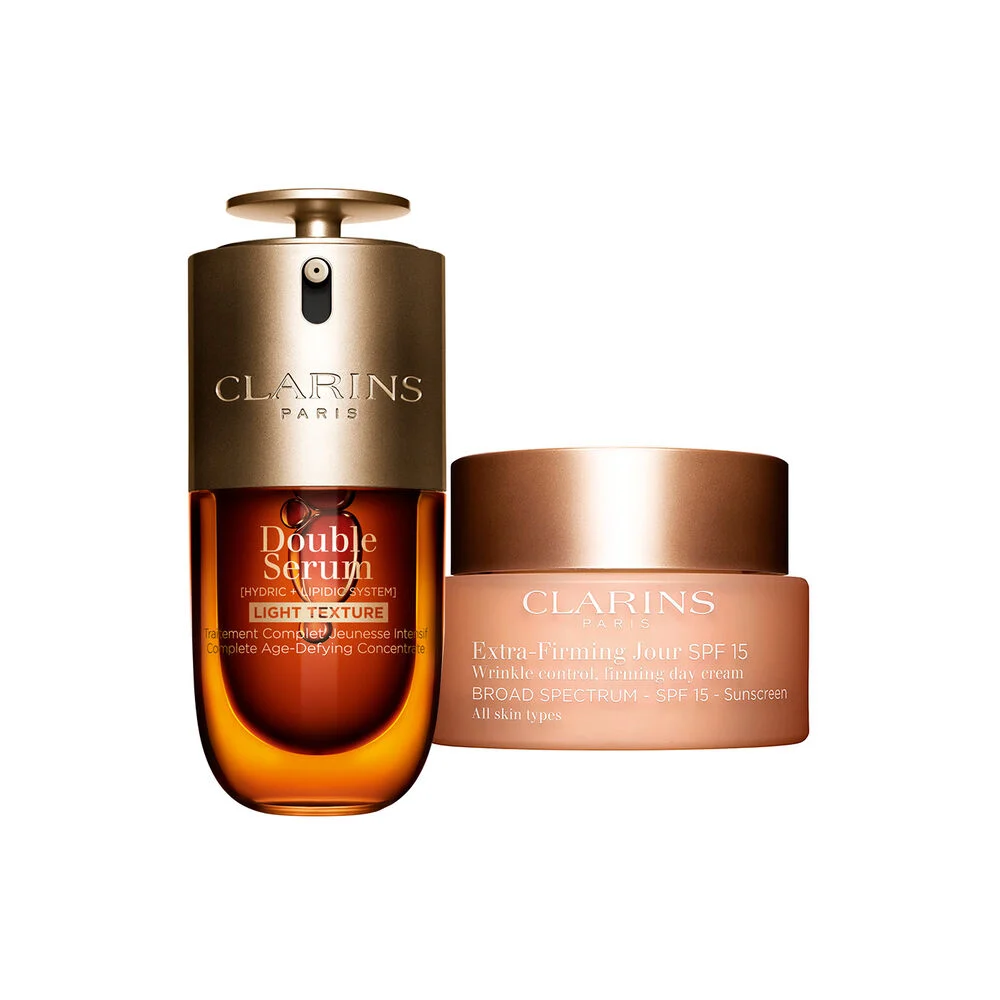 CLARINS
PARIS
Double
Serum
[HYDRIC + LIPIDIC SYSTEM]
LIGHT TEXTURE
Traitement Complet Jeunesse Intensif
Complete Age-Defying Concentrate
CLARINS
PARIS
Extra-Firming Jour SPF 15
Wrinkle control, firming day cream
BROAD SPECTRUM - SPF 15 - Sunscreen
All skin types